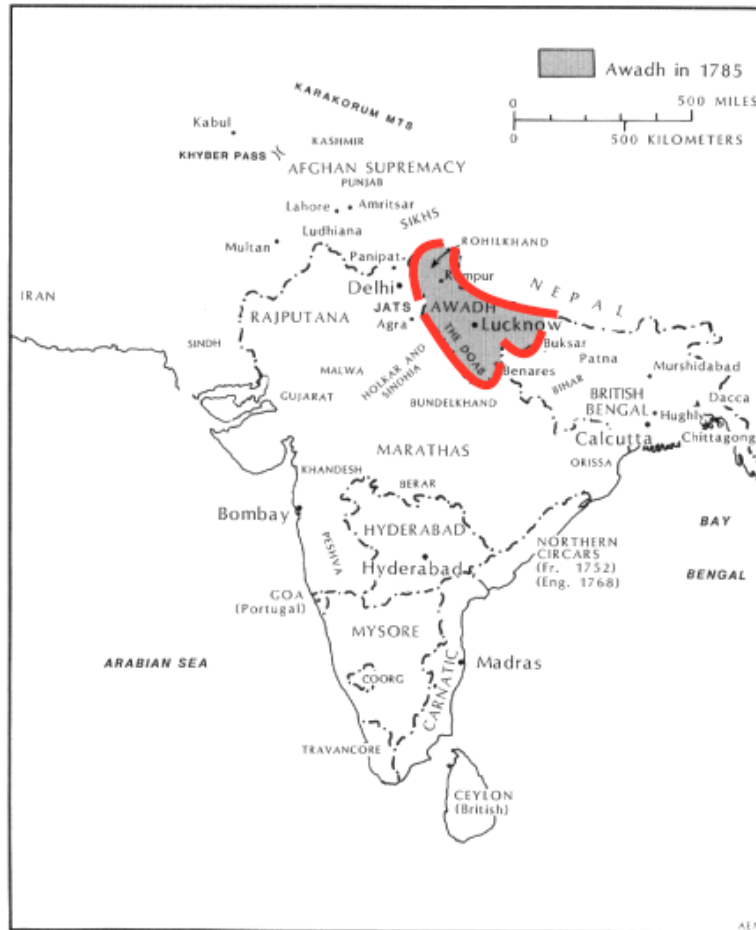 Awadh in 1785
0 500 MILES
0 500 KILOMETERS
KARAKORUM MTS
Kabul
KASHMIR
KHYBER PASS
AFGHAN SUPREMACY
PUNJAB
Lahore
Amritsar
SIKHS
Ludhiana
ROHILKHAND
Multan
Panipat
Rampur
NEPAL
Delhi
IRAN
JATS
AWADH
RAJPUTANA
Agra
Lucknow
THE DOAB
SINDH
Buksar
Patna
MALWA
HOLKAR AND
SINDHIA
Benares
BIHAR
Murshidabad
GUJARAT
BUNDELKHAND
BRITISH
BENGAL
Dacca
Hughly
Calcutta
Chittagong
MARATHAS
ORISSA
KHANDESH
BERAR
Bombay
HYDERABAD
BAY
PESHVA
NORTHERN
CIRCARS
(Fr. 1752)
(Eng. 1768)
Hyderabad
BENGAL
GOA
(Portugal)
MYSORE
ARABIAN SEA
Madras
COORG
CARNATIC
TRAVANCORE
CEYLON
(British)